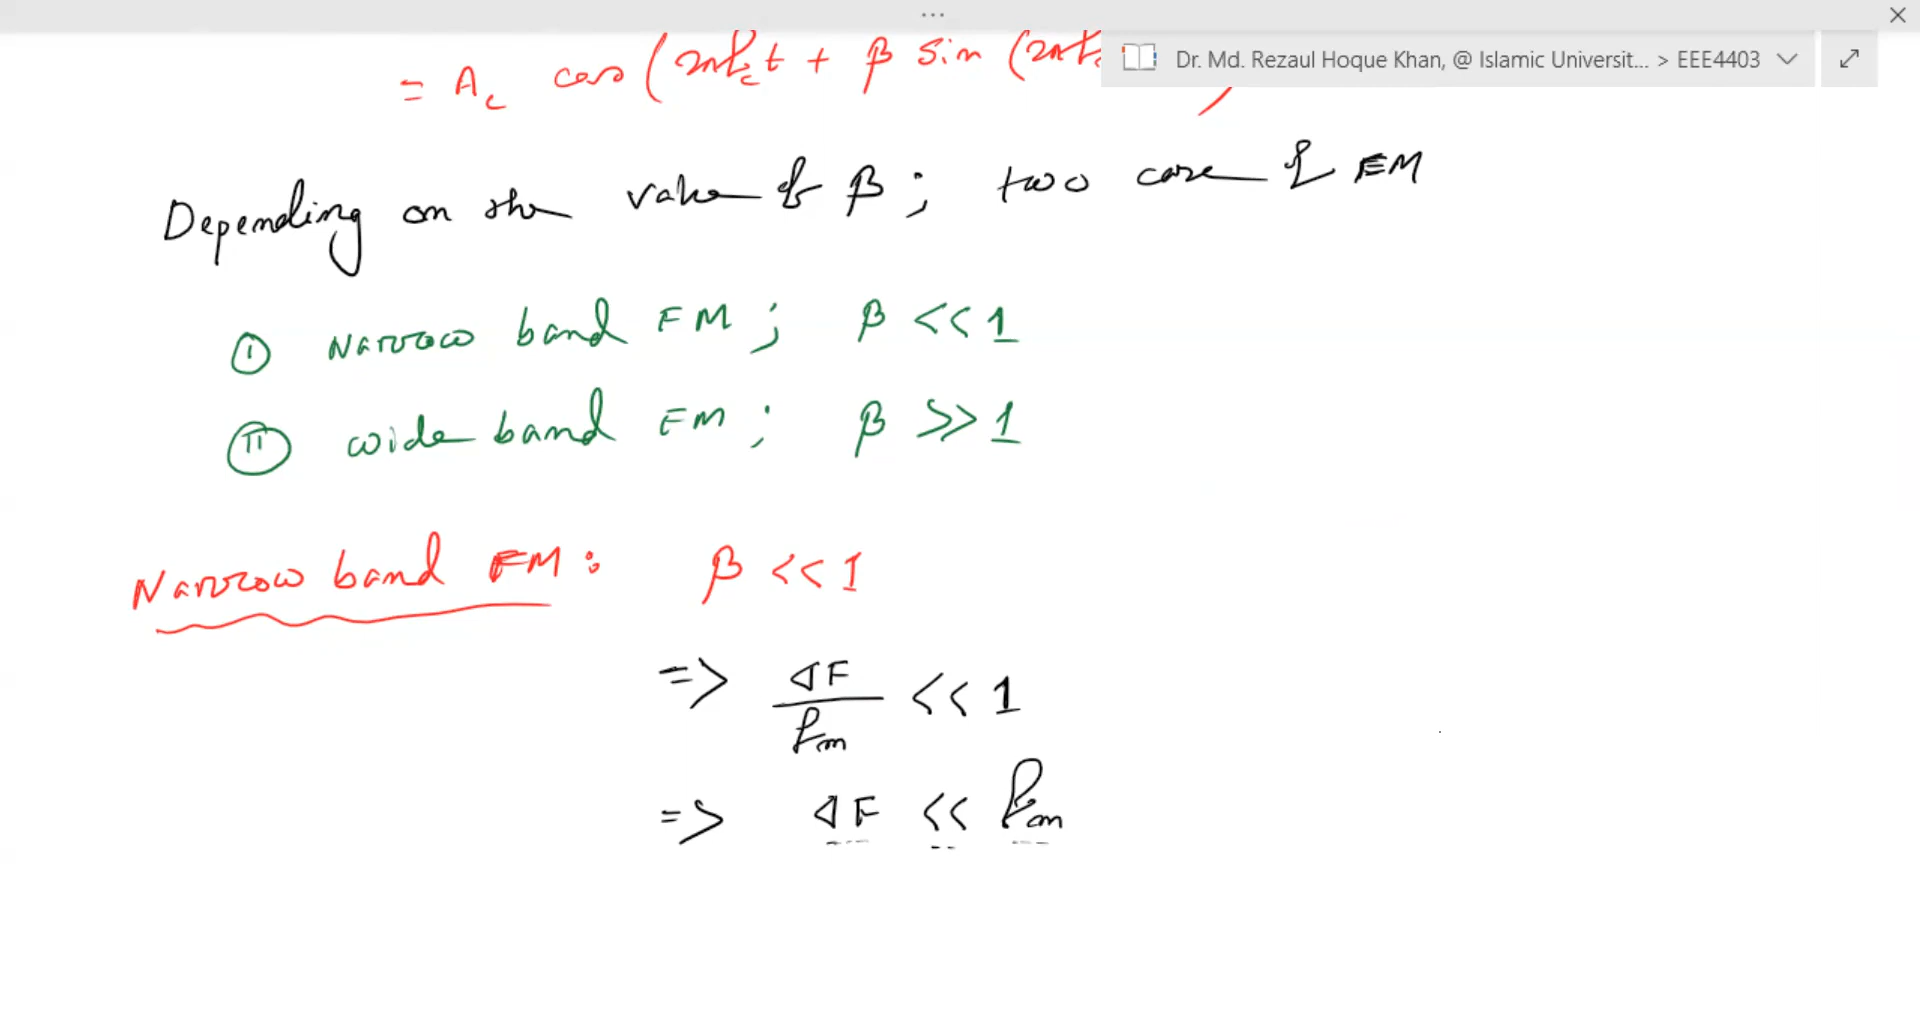 ...
Dr. Md. Rezaul Hoque Khan, @ Islamic Universit... > EEE4403
= A_c cos (2πf_c t + β sin (2πf
Depending on the value of β ; two case of FM
① Narrow band FM ; β << 1
Ⅱ wide band FM ; β >> 1
Narrow band FM : β << 1
=> ΔF / f_m << 1
=> ΔF << f_m